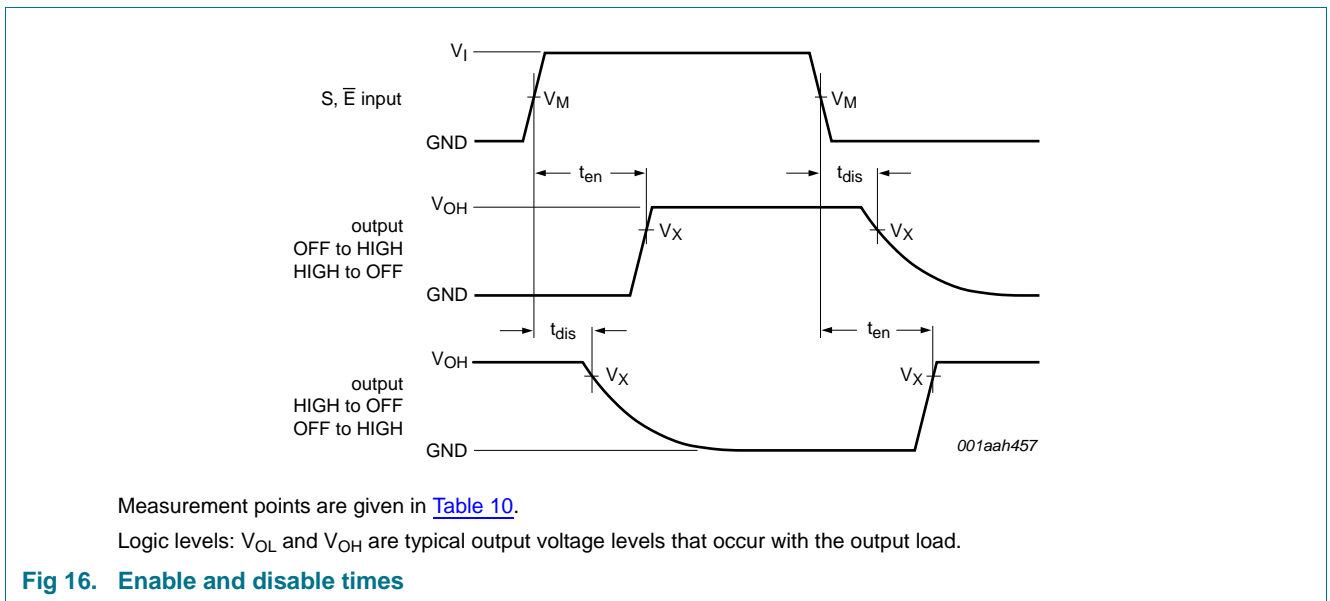 V_I
S, E̅ input
V_M
V_M
GND
t_en
t_dis
V_OH
output
OFF to HIGH
HIGH to OFF
V_X
V_X
GND
t_dis
t_en
V_OH
output
HIGH to OFF
OFF to HIGH
V_X
V_X
GND
001aah457
Measurement points are given in Table 10.
Logic levels: V_OL and V_OH are typical output voltage levels that occur with the output load.
Fig 16. Enable and disable times